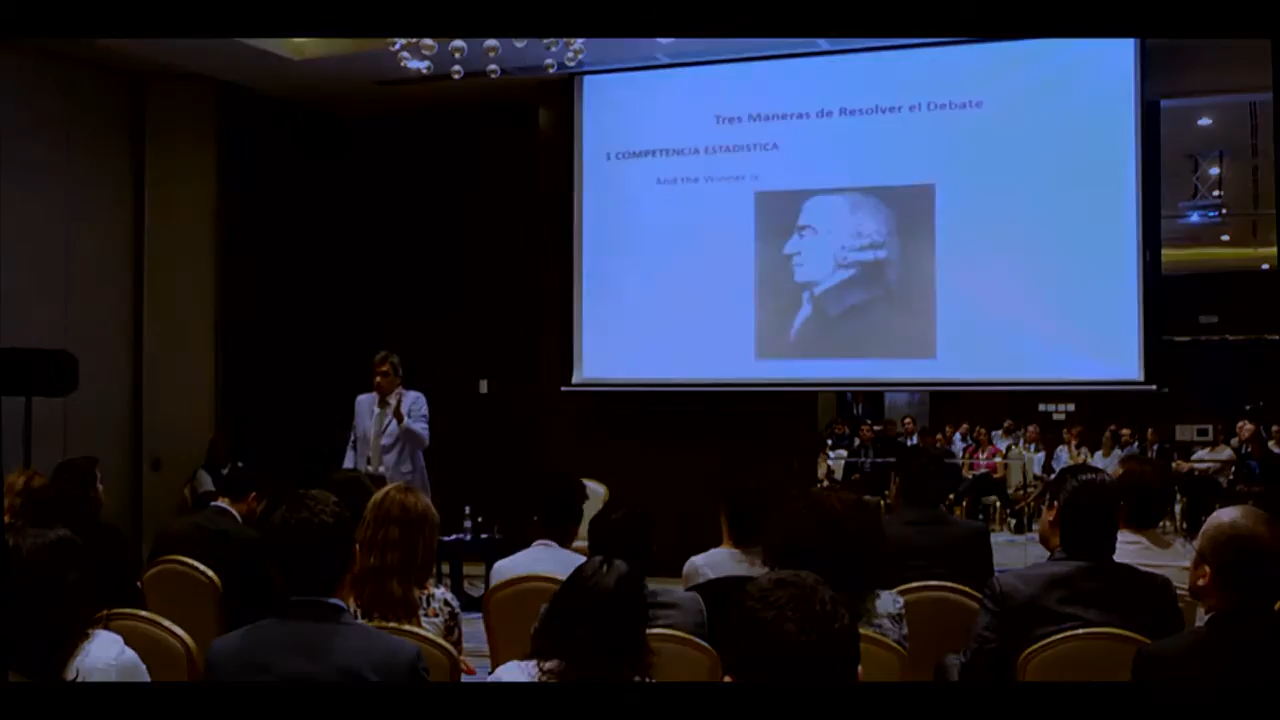 Tres Maneras de Resolver el Debate
1 COMPETENCIA ESTADISTICA
And the Winner is